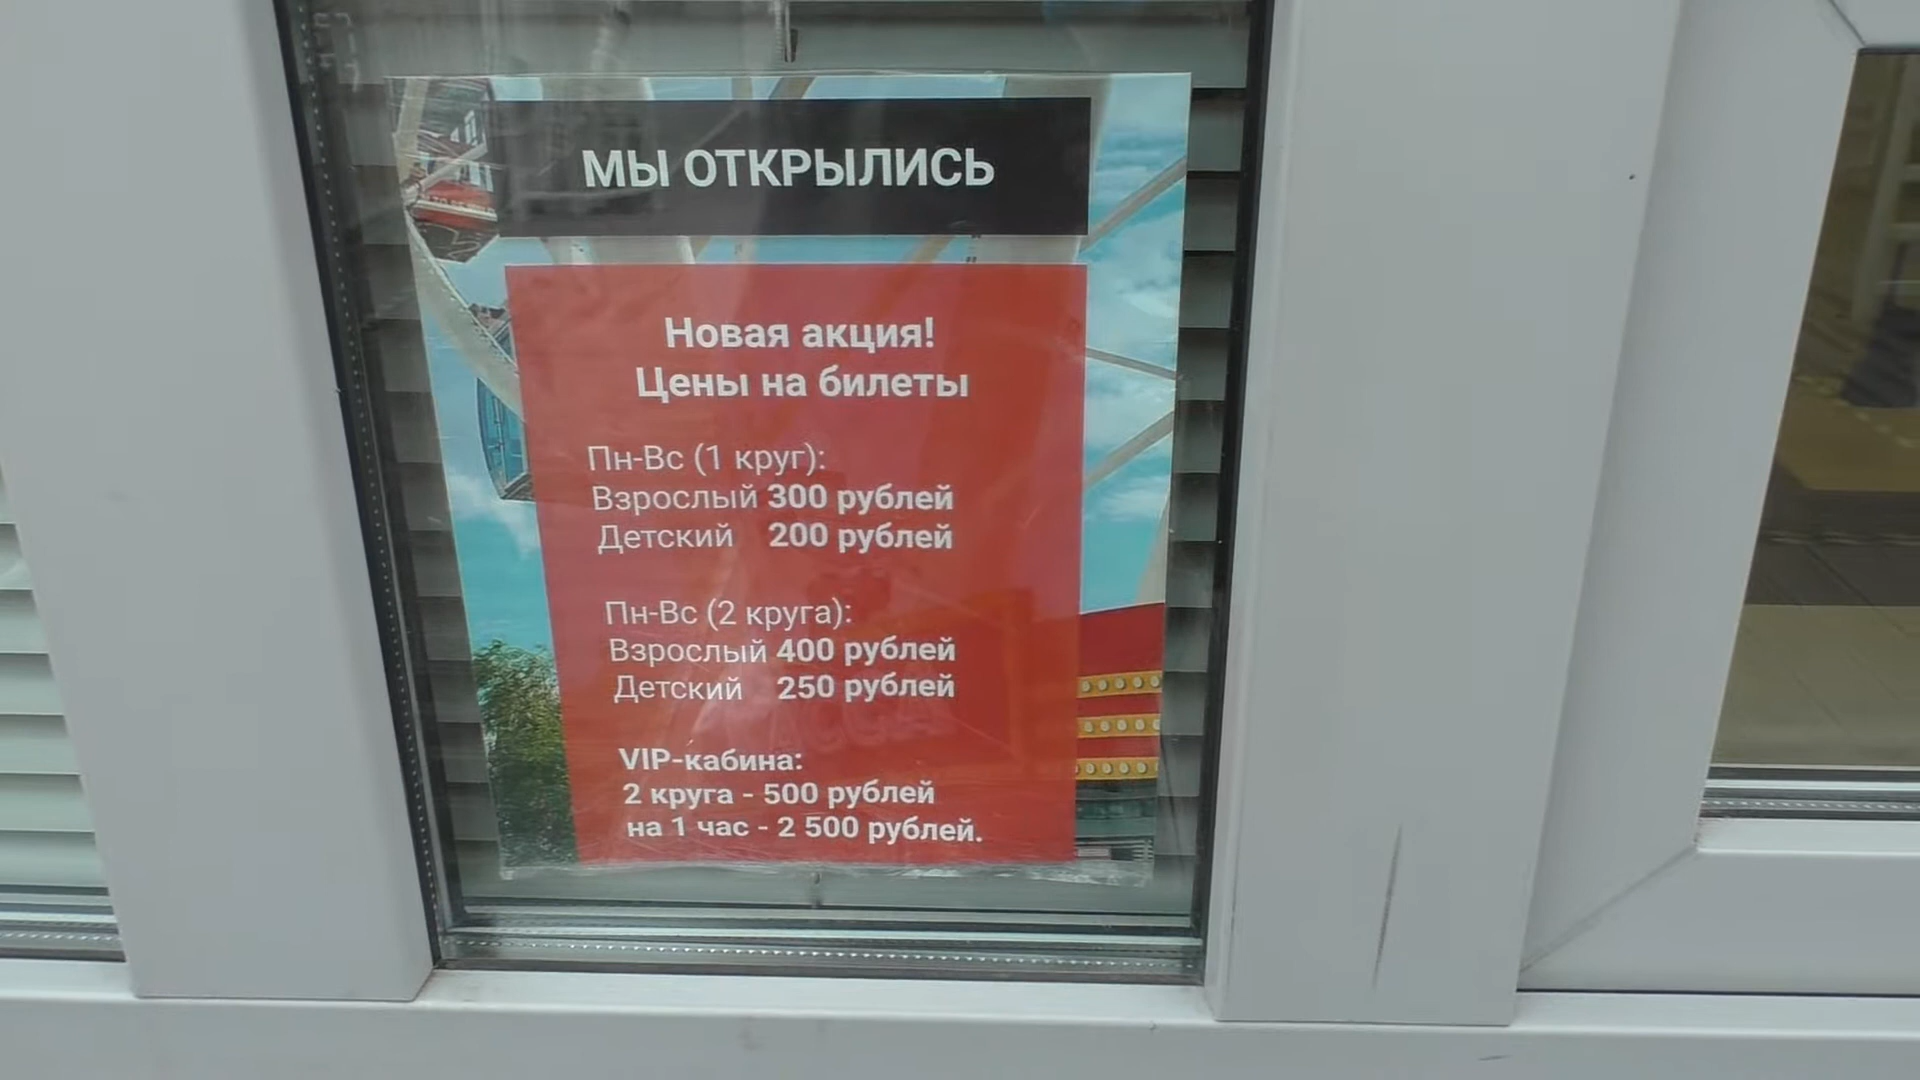 МЫ ОТКРЫЛИСЬ
Новая акция!
Цены на билеты
Пн-Вс (1 круг):
Взрослый 300 рублей
Детский 200 рублей
Пн-Вс (2 круга):
Взрослый 400 рублей
Детский 250 рублей
VIP-кабина:
2 круга - 500 рублей
на 1 час - 2 500 рублей.